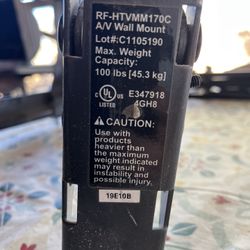 RF-HTVMM170C
A/V Wall Mount
Lot#:C1105190
Max. Weight
Capacity:
100 lbs [45.3 kg]
c UL US E347918
LISTED 4GH8
⚠ CAUTION:
Use with
products
heavier than
the maximum
weight indicated
may result in
instability and
possible injury.
19E10B